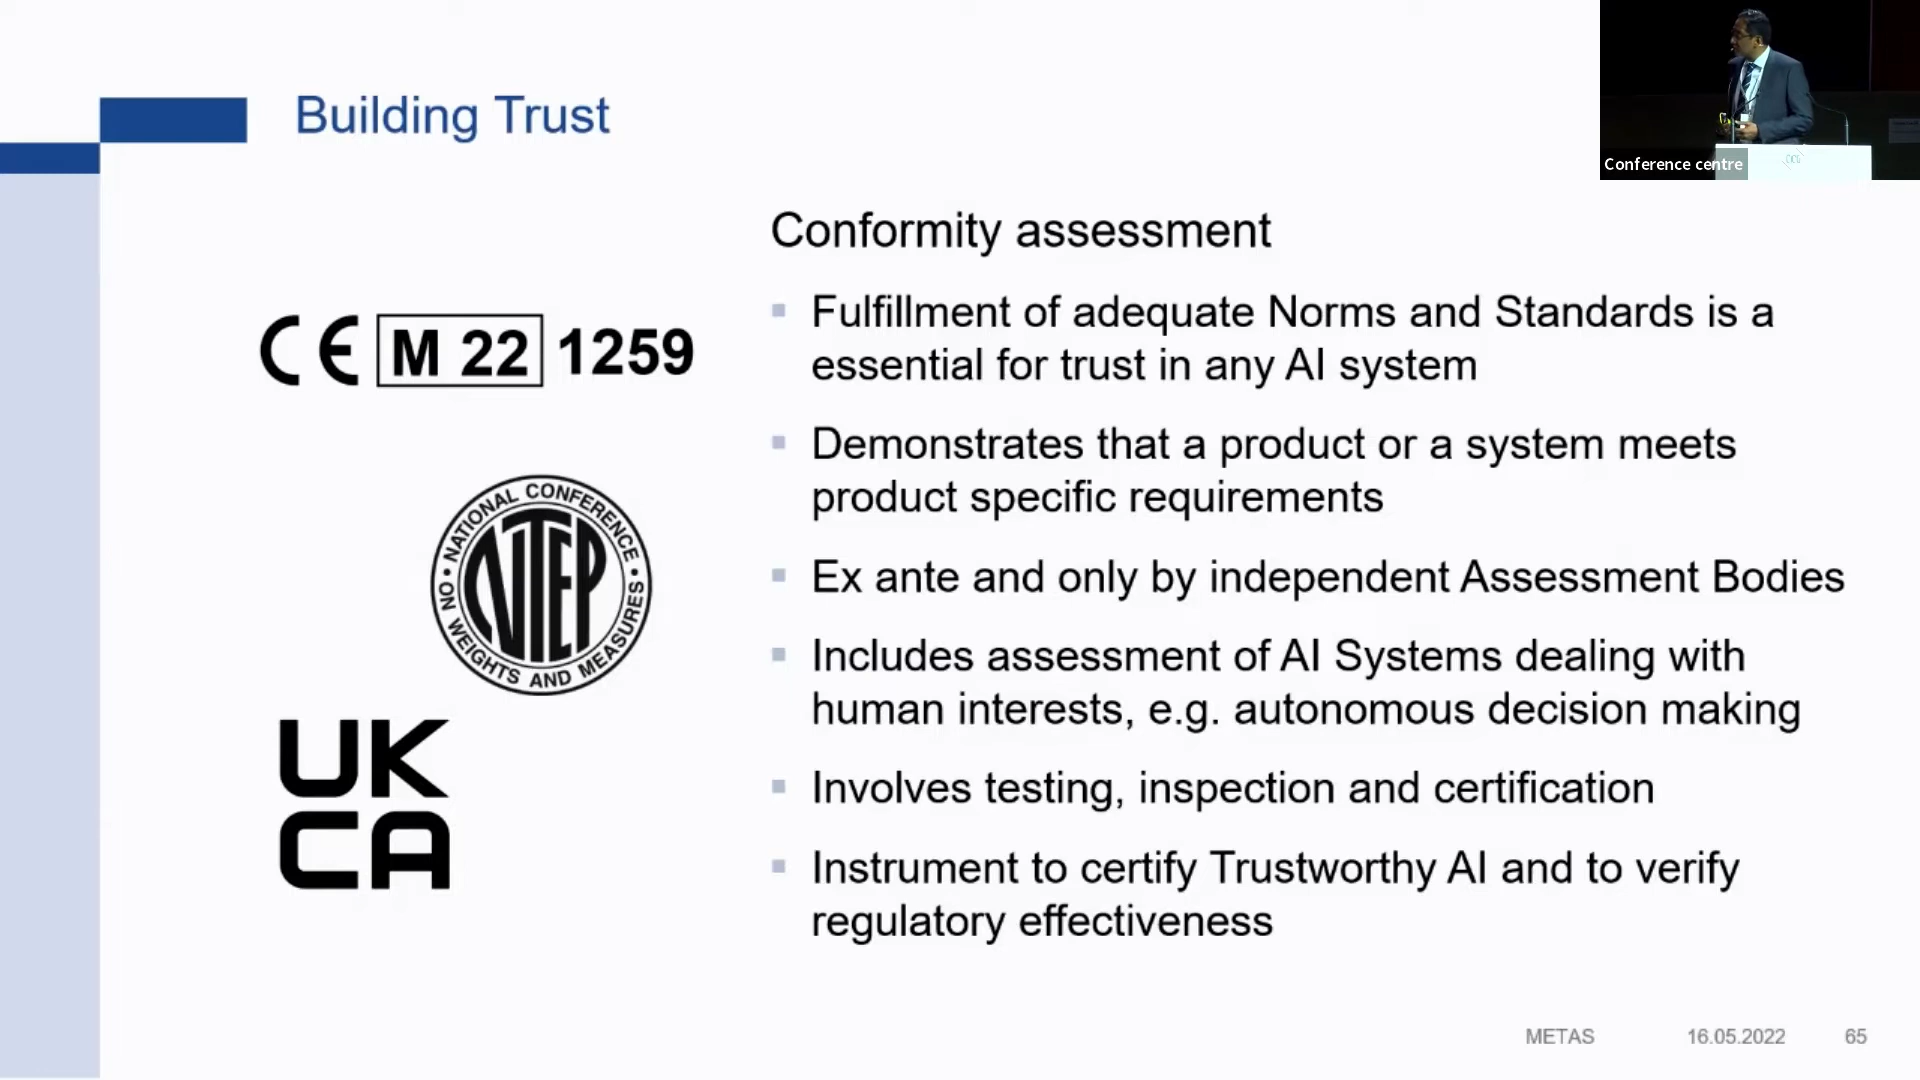 Building Trust
Conference centre
Conformity assessment
Fulfillment of adequate Norms and Standards is a
essential for trust in any AI system
Demonstrates that a product or a system meets
product specific requirements
Ex ante and only by independent Assessment Bodies
Includes assessment of AI Systems dealing with
human interests, e.g. autonomous decision making
Involves testing, inspection and certification
Instrument to certify Trustworthy AI and to verify
regulatory effectiveness
CE M 22 1259
NATIONAL CONFERENCE
NTEP
ON WEIGHTS AND MEASURES
UK
CA
METAS 16.05.2022 65